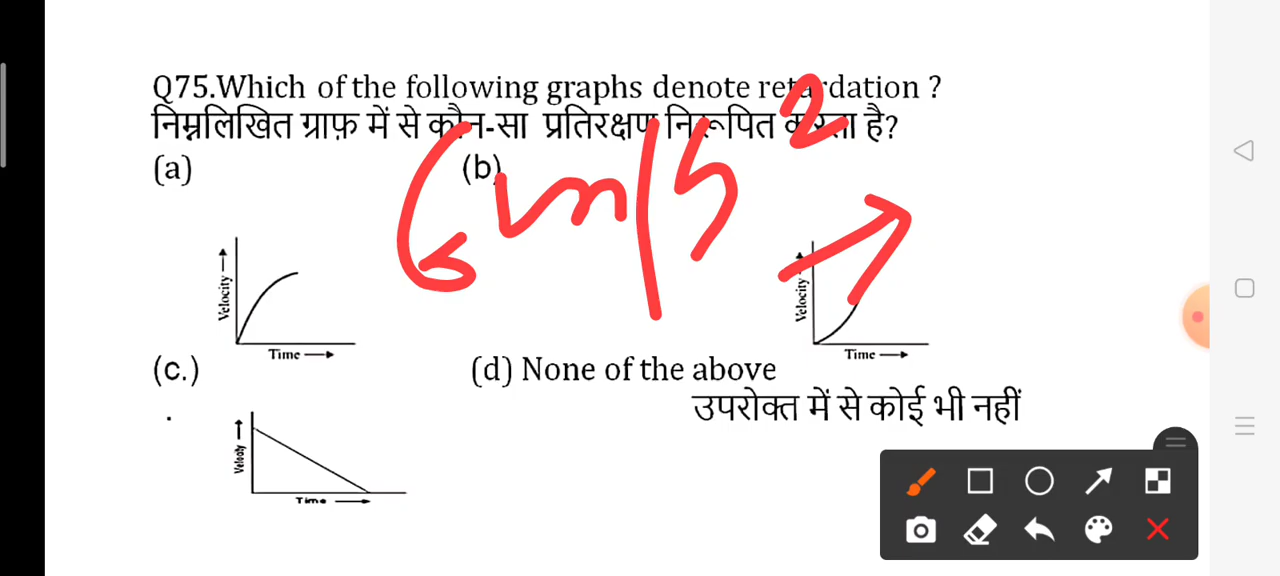 Q75.Which of the following graphs denote retardation ?
निम्नलिखित ग्राफ़ में से कौन-सा प्रतिरक्षण निरूपित करता है?
(a)
(b)
6 m/s²
Velocity
Time
Velocity
Time
(c.)
(d) None of the above
उपरोक्त में से कोई भी नहीं
Velocity
Time